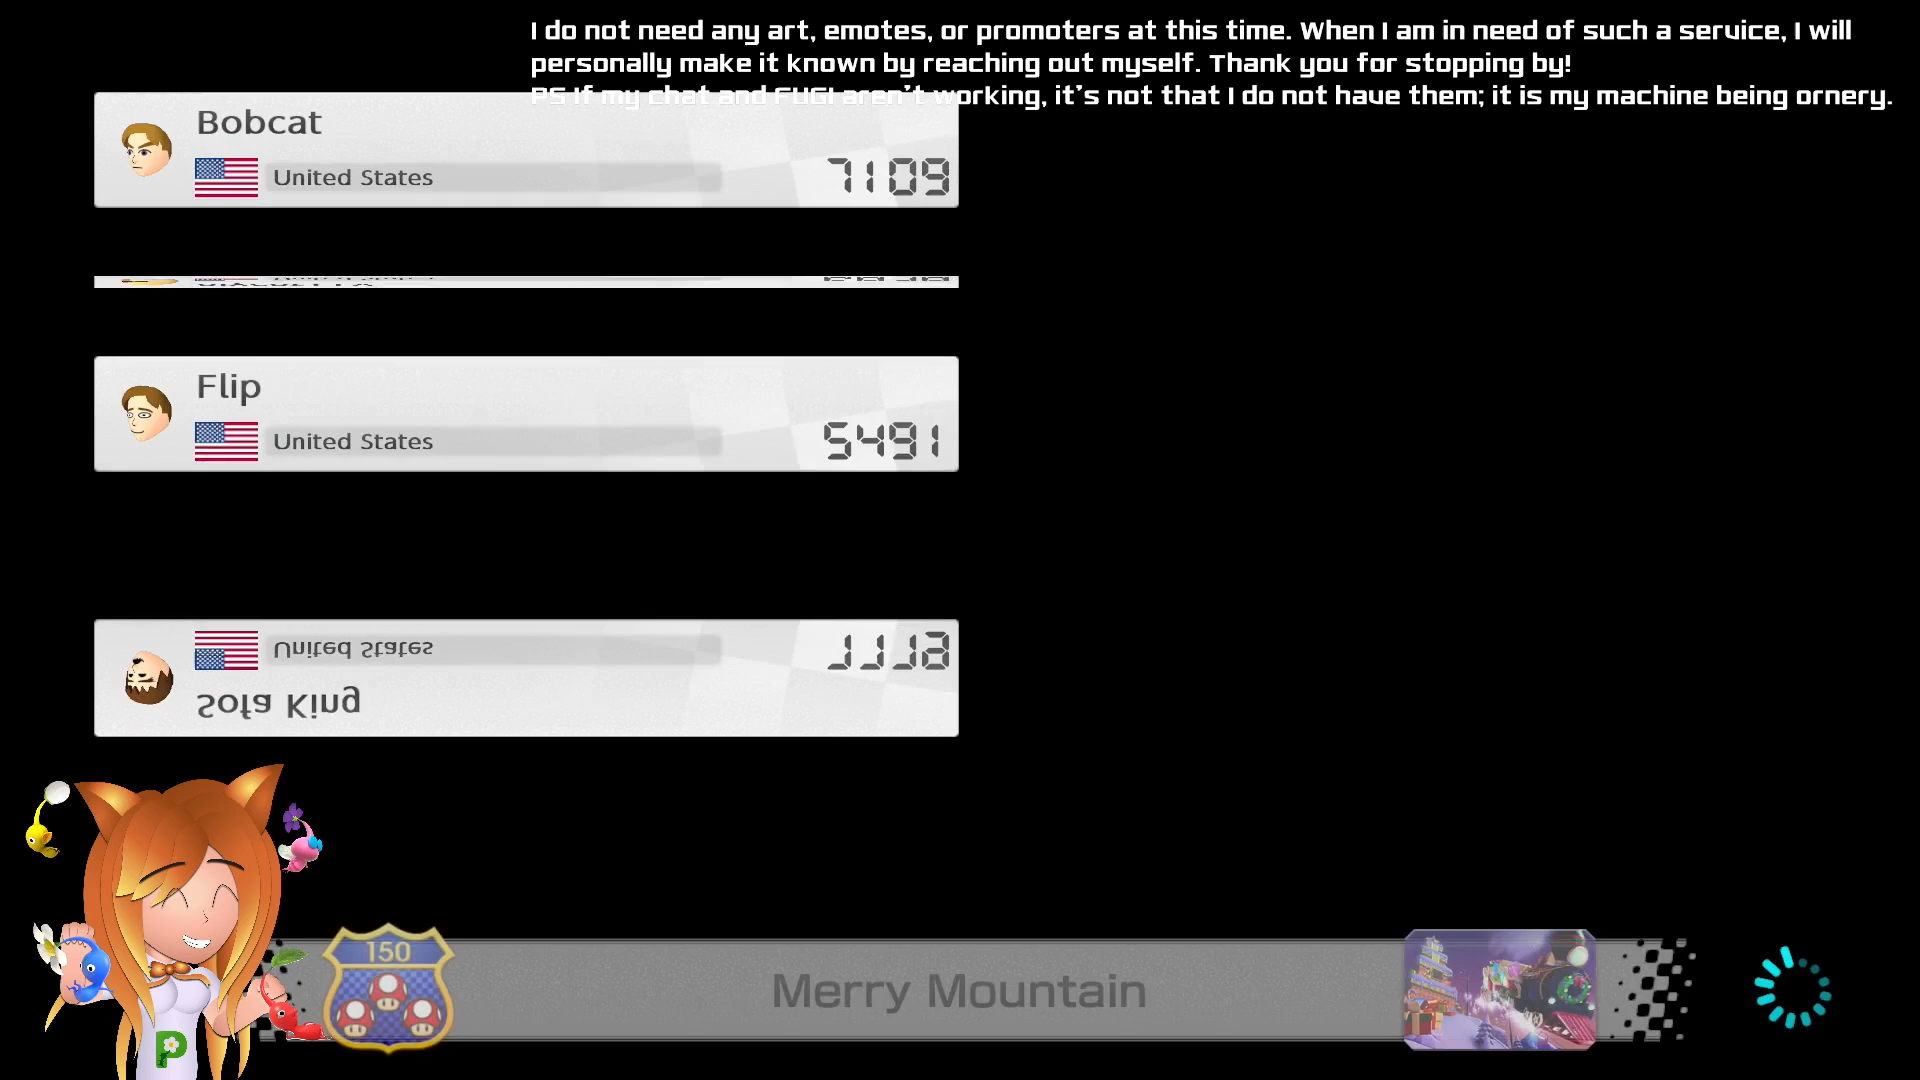 I do not need any art, emotes, or promoters at this time. When I am in need of such a service, I will
personally make it known by reaching out myself. Thank you for stopping by!
PS If my chat and FUGI aren't working, it's not that I do not have them; it is my machine being ornery.
Bobcat
United States
7109
Flip
United States
5491
United States
Sofa King
150
Merry Mountain
P